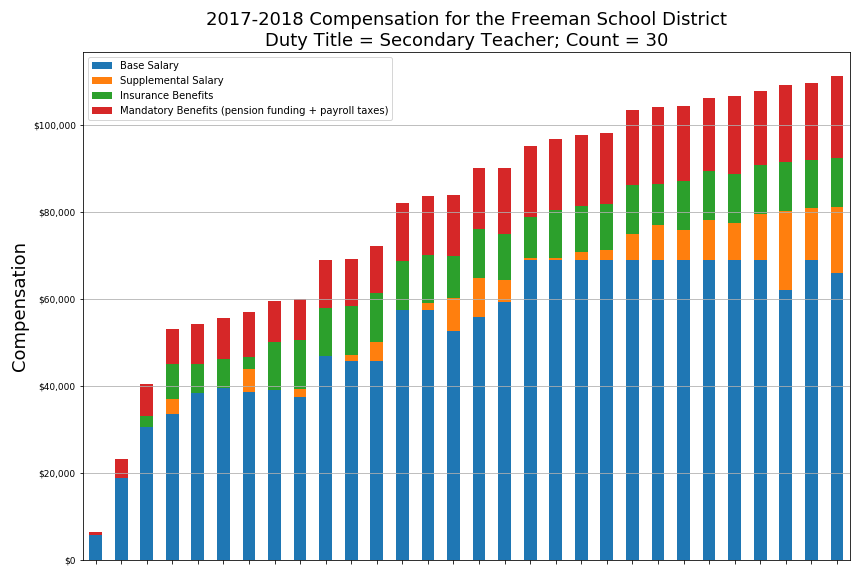 2017-2018 Compensation for the Freeman School District
Duty Title = Secondary Teacher; Count = 30
Base Salary
Supplemental Salary
Insurance Benefits
Mandatory Benefits (pension funding + payroll taxes)
$100,000
$80,000
$60,000
$40,000
$20,000
$0
Compensation